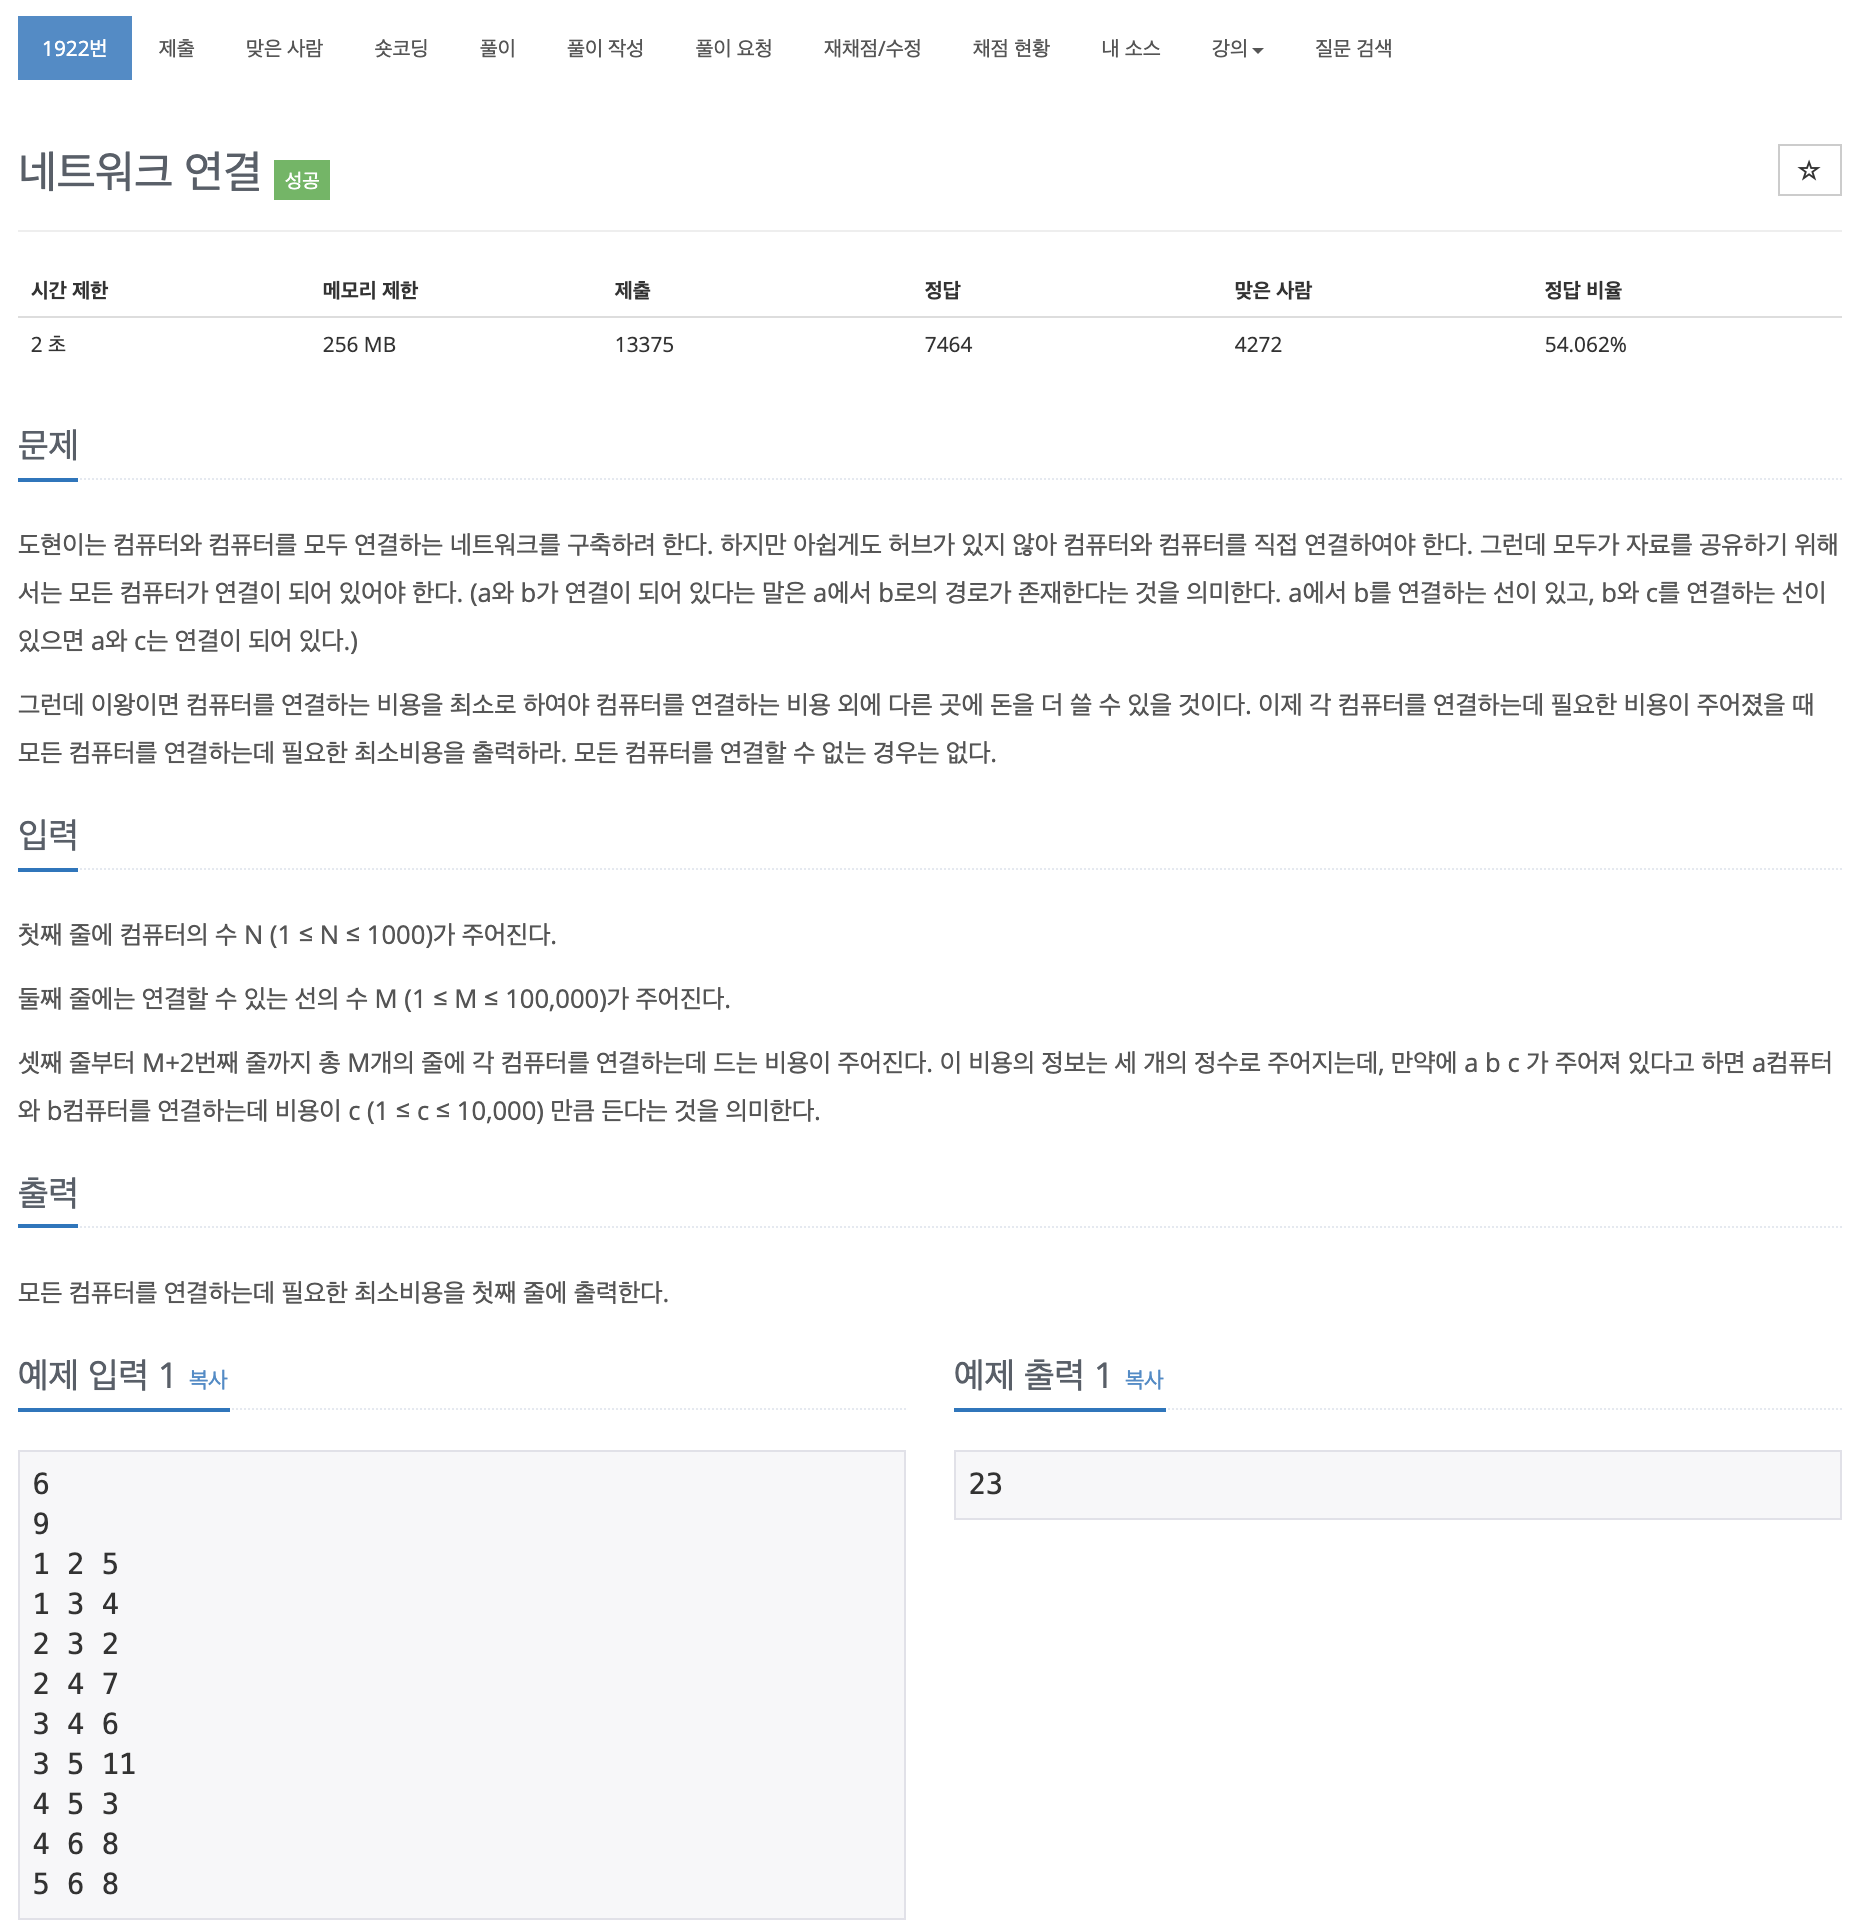 1922번 제출 맞은 사람 숏코딩 풀이 풀이 작성 풀이 요청 재채점/수정 채점 현황 내 소스 강의 질문 검색
네트워크 연결 성공
시간 제한 메모리 제한 제출 정답 맞은 사람 정답 비율
2 초 256 MB 13375 7464 4272 54.062%
문제
도현이는 컴퓨터와 컴퓨터를 모두 연결하는 네트워크를 구축하려 한다. 하지만 아쉽게도 허브가 있지 않아 컴퓨터와 컴퓨터를 직접 연결하여야 한다. 그런데 모두가 자료를 공유하기 위해
서는 모든 컴퓨터가 연결이 되어 있어야 한다. (a와 b가 연결이 되어 있다는 말은 a에서 b로의 경로가 존재한다는 것을 의미한다. a에서 b를 연결하는 선이 있고, b와 c를 연결하는 선이
있으면 a와 c는 연결이 되어 있다.)
그런데 이왕이면 컴퓨터를 연결하는 비용을 최소로 하여야 컴퓨터를 연결하는 비용 외에 다른 곳에 돈을 더 쓸 수 있을 것이다. 이제 각 컴퓨터를 연결하는데 필요한 비용이 주어졌을 때
모든 컴퓨터를 연결하는데 필요한 최소비용을 출력하라. 모든 컴퓨터를 연결할 수 없는 경우는 없다.
입력
첫째 줄에 컴퓨터의 수 N (1 ≤ N ≤ 1000)가 주어진다.
둘째 줄에는 연결할 수 있는 선의 수 M (1 ≤ M ≤ 100,000)가 주어진다.
셋째 줄부터 M+2번째 줄까지 총 M개의 줄에 각 컴퓨터를 연결하는데 드는 비용이 주어진다. 이 비용의 정보는 세 개의 정수로 주어지는데, 만약에 a b c 가 주어져 있다고 하면 a컴퓨터
와 b컴퓨터를 연결하는데 비용이 c (1 ≤ c ≤ 10,000) 만큼 든다는 것을 의미한다.
출력
모든 컴퓨터를 연결하는데 필요한 최소비용을 첫째 줄에 출력한다.
예제 입력 1 복사
6
9
1 2 5
1 3 4
2 3 2
2 4 7
3 4 6
3 5 11
4 5 3
4 6 8
5 6 8
예제 출력 1 복사
23